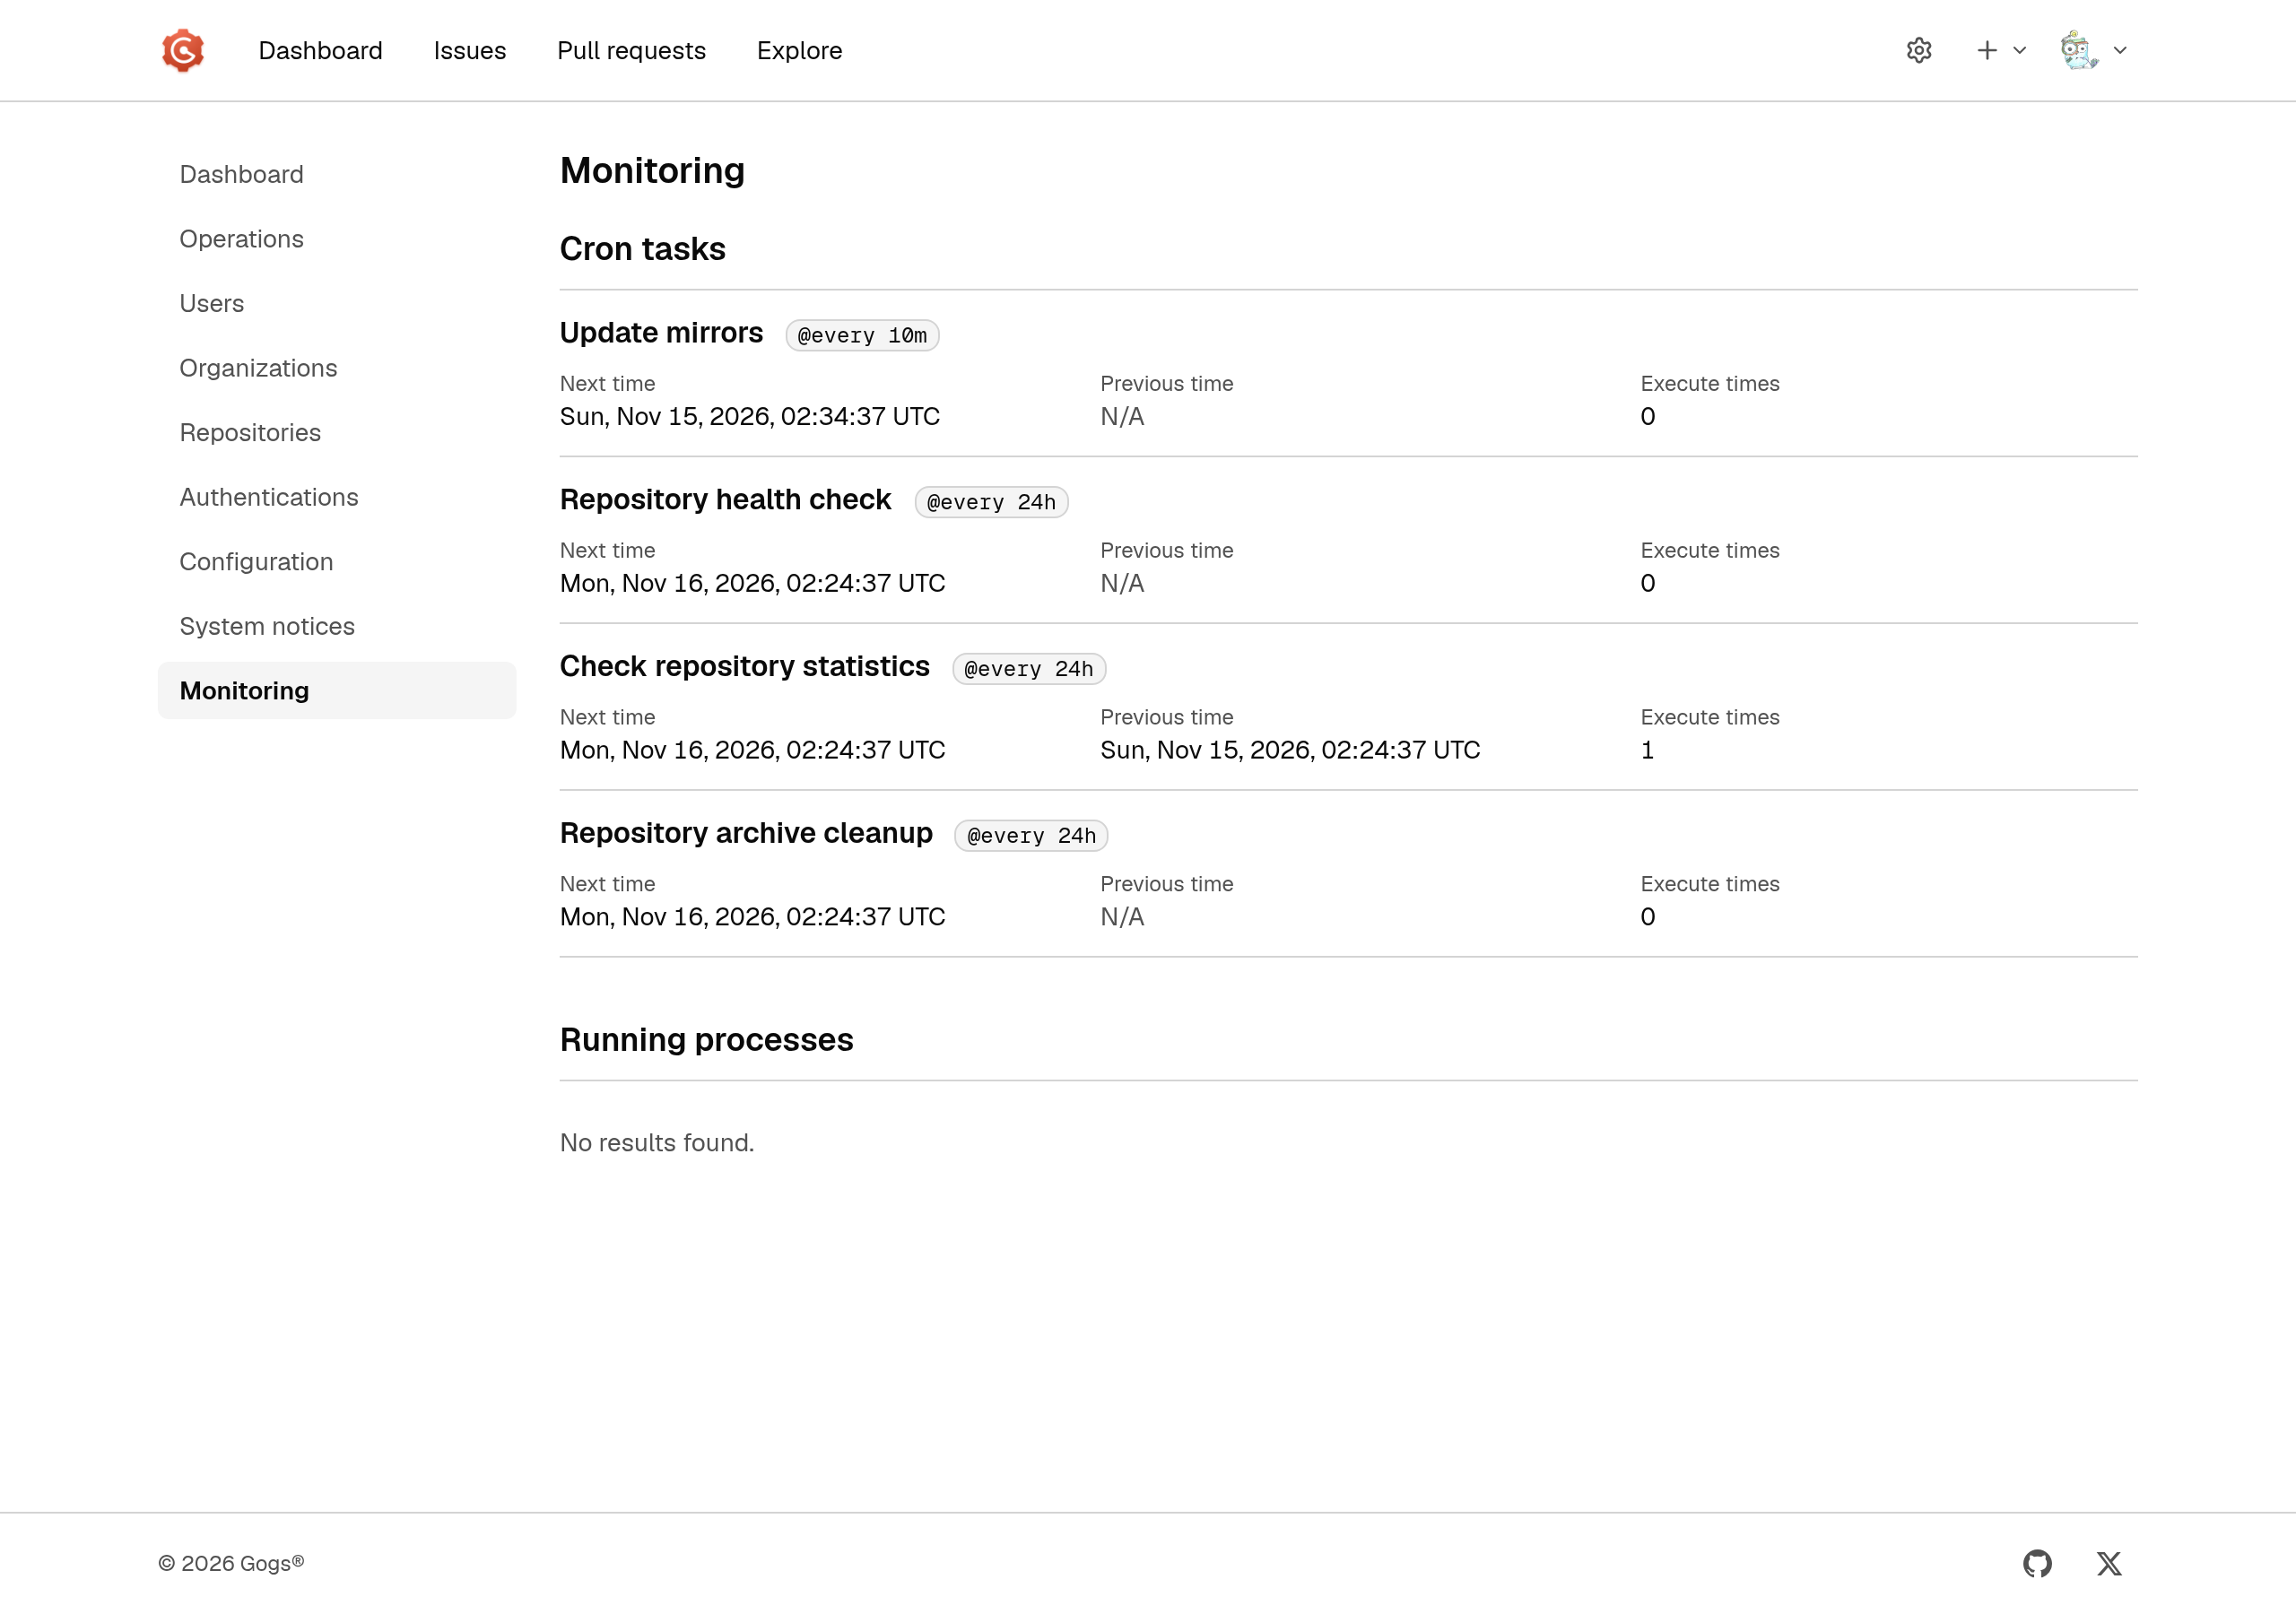 Dashboard Issues Pull requests Explore
Dashboard
Operations
Users
Organizations
Repositories
Authentications
Configuration
System notices
Monitoring
Monitoring
Cron tasks
Update mirrors @every 10m
Next time Previous time Execute times
Sun, Nov 15, 2026, 02:34:37 UTC N/A 0
Repository health check @every 24h
Next time Previous time Execute times
Mon, Nov 16, 2026, 02:24:37 UTC N/A 0
Check repository statistics @every 24h
Next time Previous time Execute times
Mon, Nov 16, 2026, 02:24:37 UTC Sun, Nov 15, 2026, 02:24:37 UTC 1
Repository archive cleanup @every 24h
Next time Previous time Execute times
Mon, Nov 16, 2026, 02:24:37 UTC N/A 0
Running processes
No results found.
© 2026 Gogs®